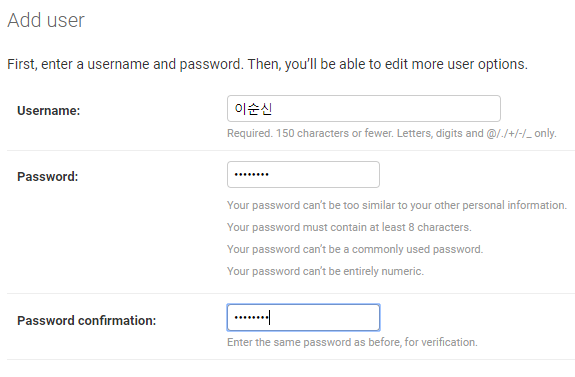 Add user
First, enter a username and password. Then, you'll be able to edit more user options.
Username:
이순신
Required. 150 characters or fewer. Letters, digits and @/./+/-/_ only.
Password:
••••••••
Your password can't be too similar to your other personal information.
Your password must contain at least 8 characters.
Your password can't be a commonly used password.
Your password can't be entirely numeric.
Password confirmation:
••••••••
Enter the same password as before, for verification.